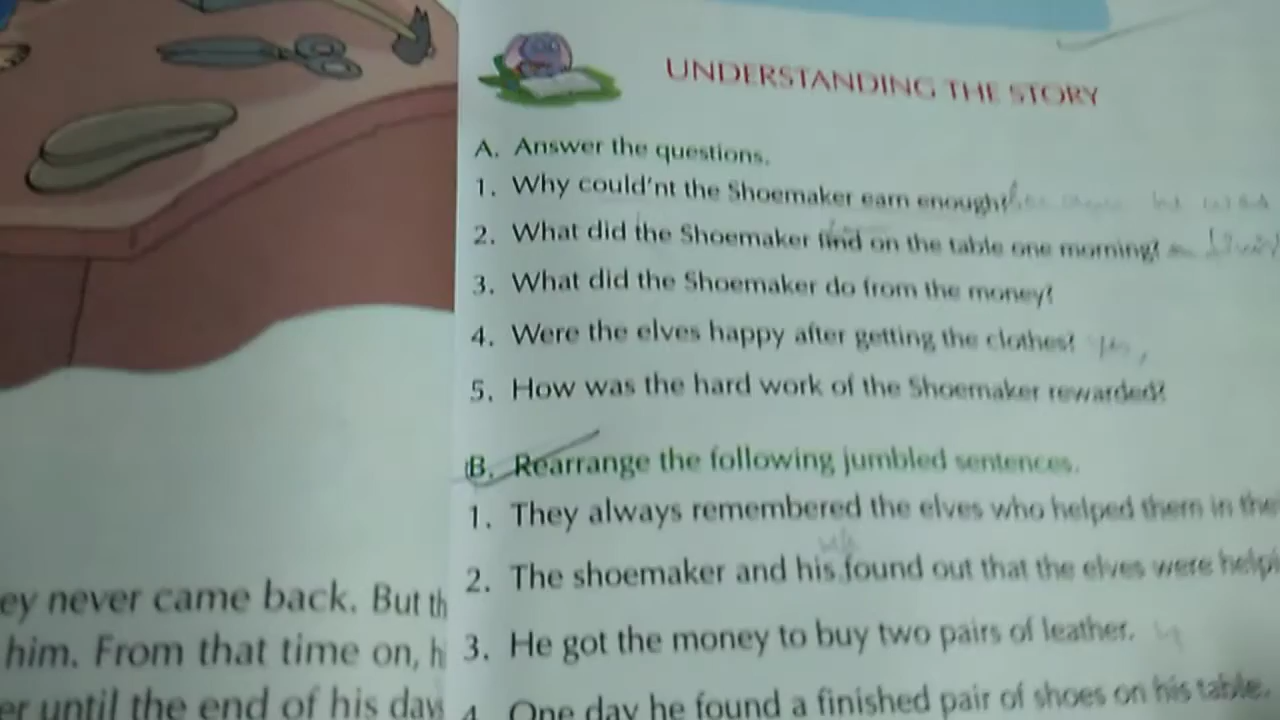 UNDERSTANDING THE STORY
A. Answer the questions.
1. Why could'nt the Shoemaker earn enough?
2. What did the Shoemaker find on the table one morning?
3. What did the Shoemaker do from the money?
4. Were the elves happy after getting the clothes? yes,
5. How was the hard work of the Shoemaker rewarded?
B. Rearrange the following jumbled sentences.
1. They always remembered the elves who helped them in the
2. The shoemaker and his found out that the elves were
3. He got the money to buy two pairs of leather.
4. One day he found a finished pair of shoes on his table.
ey never came back. But th
him. From that time on, h
er until the end of his day